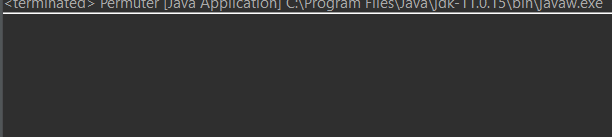 <terminated> Permuter [Java Application] C:\Program Files\Java\jdk-11.0.15\bin\javaw.exe